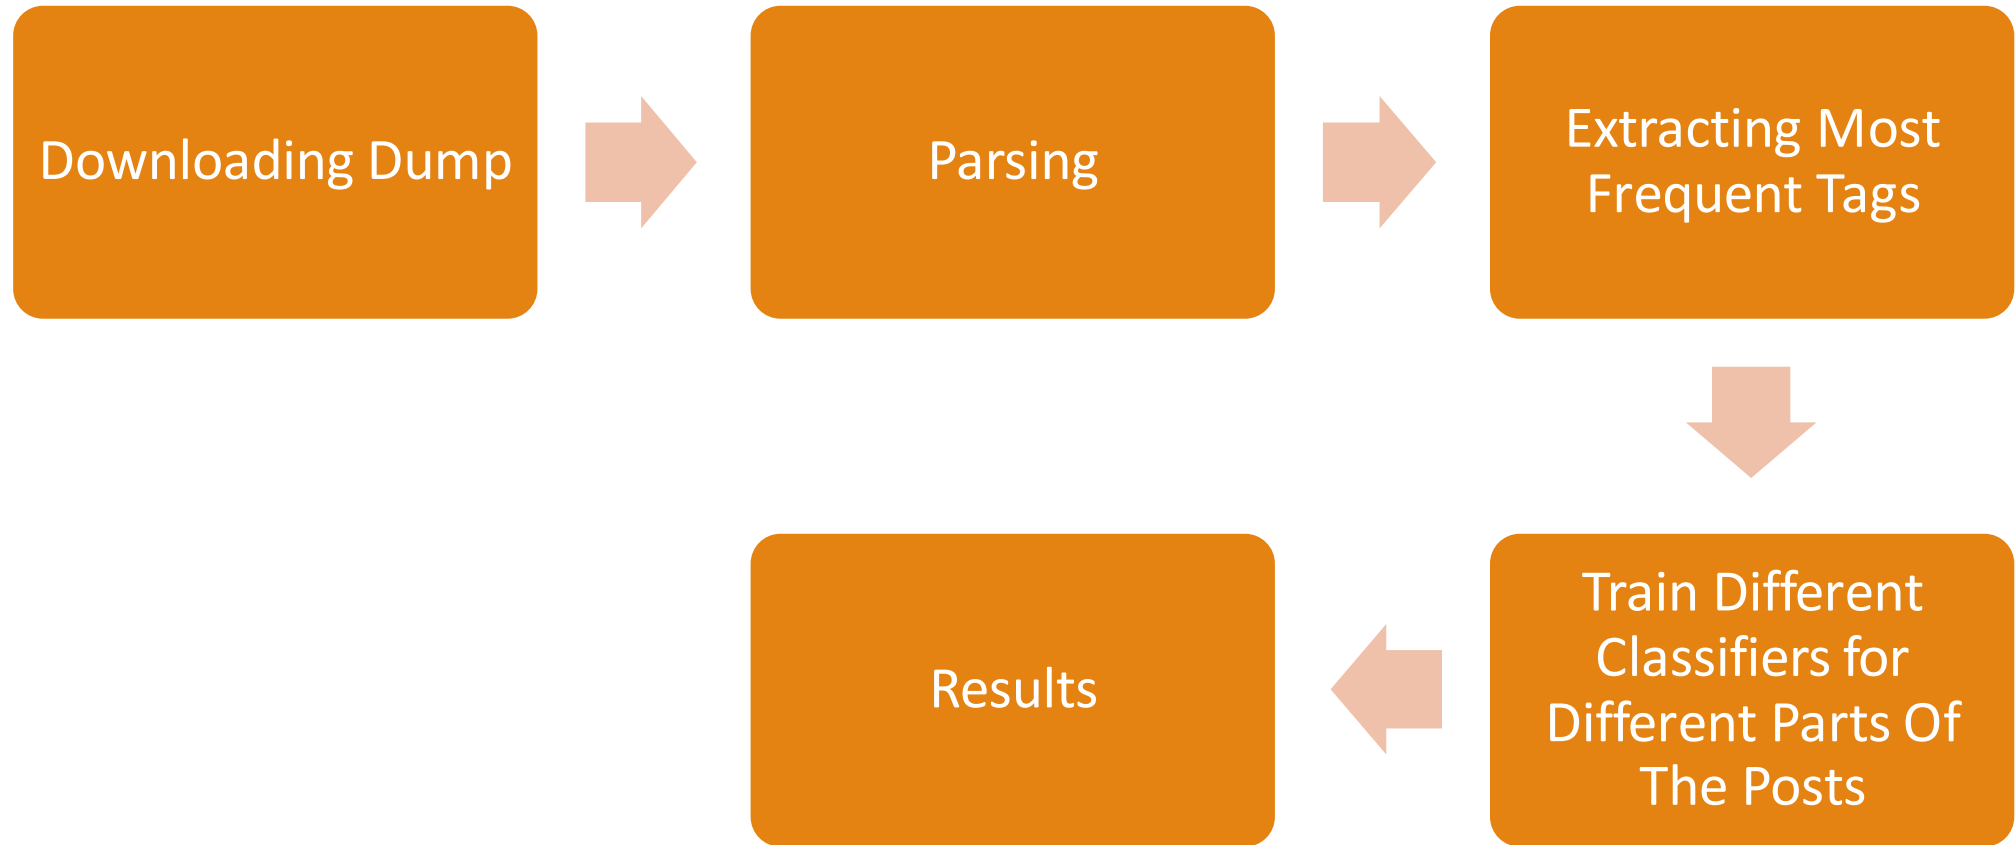 Downloading Dump
Parsing
Extracting Most
Frequent Tags
Train Different
Classifiers for
Different Parts Of
The Posts
Results